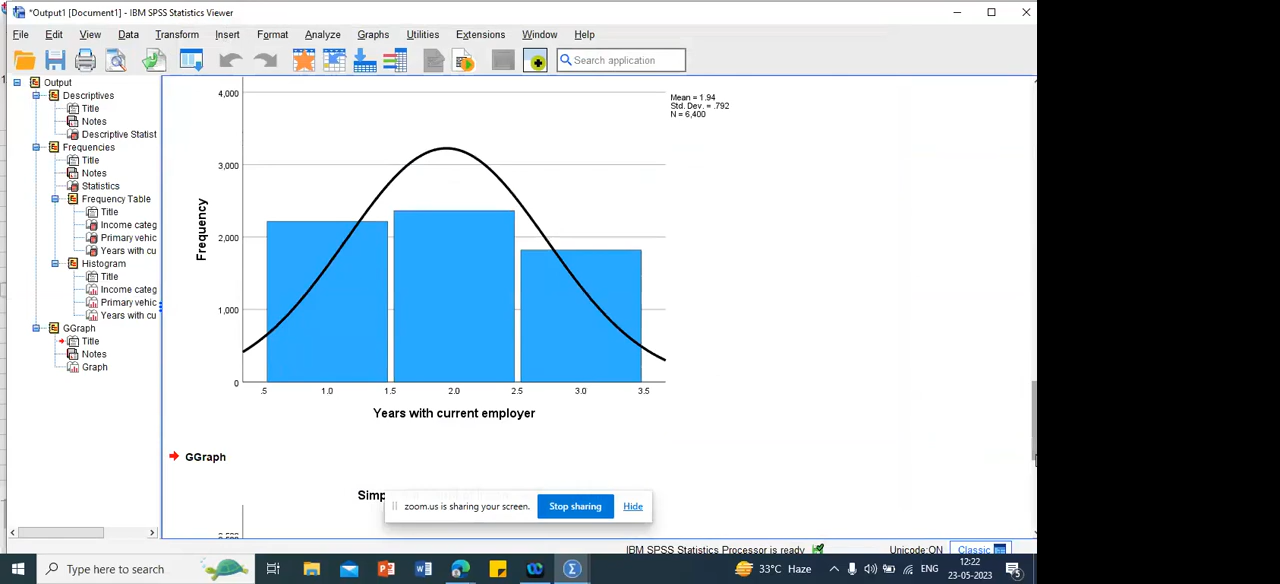 *Output1 [Document1] - IBM SPSS Statistics Viewer
File Edit View Data Transform Insert Format Analyze Graphs Utilities Extensions Window Help
Search application
Output
Descriptives
Title
Notes
Descriptive Statist
Frequencies
Title
Notes
Statistics
Frequency Table
Title
Income categ
Primary vehic
Years with cu
Histogram
Title
Income categ
Primary vehic
Years with cu
GGraph
Title
Notes
Graph
4,000
3,000
2,000
1,000
0
Frequency
.5 1.0 1.5 2.0 2.5 3.0 3.5
Years with current employer
Mean = 1.94
Std. Dev. = .792
N = 6,400
GGraph
Simp
zoom.us is sharing your screen. Stop sharing Hide
IBM SPSS Statistics Processor is ready Unicode:ON Classic
Type here to search
33°C Haze
ENG
12:22
23-05-2023
5